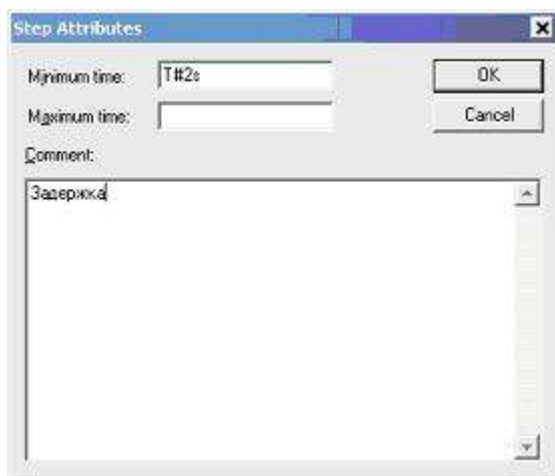 Step Attributes
Minimum time: T#2s OK
Maximum time: Cancel
Comment:
Задержка